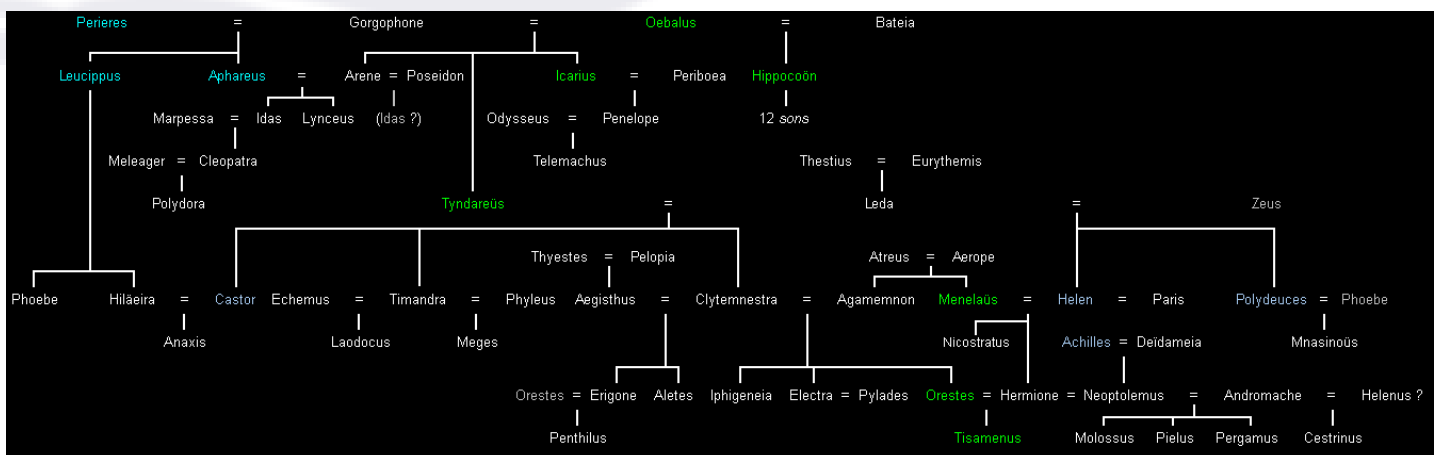 Perieres = Gorgophone = Oebalus = Bateia
Leucippus Aphareus = Arene = Poseidon Icarius = Periboea Hippocoön
Marpessa = Idas Lynceus (Idas ?) Odysseus = Penelope 12 sons
Meleager = Cleopatra Telemachus Thestius = Eurythemis
Polydora Tyndareüs = Leda = Zeus
Thyestes = Pelopia Atreus = Aerope
Phoebe Hilãeira = Castor Echemus = Timandra = Phyleus Aegisthus = Clytemnestra = Agamemnon Menelaüs = Helen = Paris Polydeuces = Phoebe
Anaxis Laodocus Meges Nicostratus Achilles = Deïdameia Mnasinoüs
Orestes = Erigone Aletes Iphigeneia Electra = Pylades Orestes = Hermione = Neoptolemus = Andromache = Helenus ?
Penthilus Tisamenus Molossus Pielus Pergamus Cestrinus